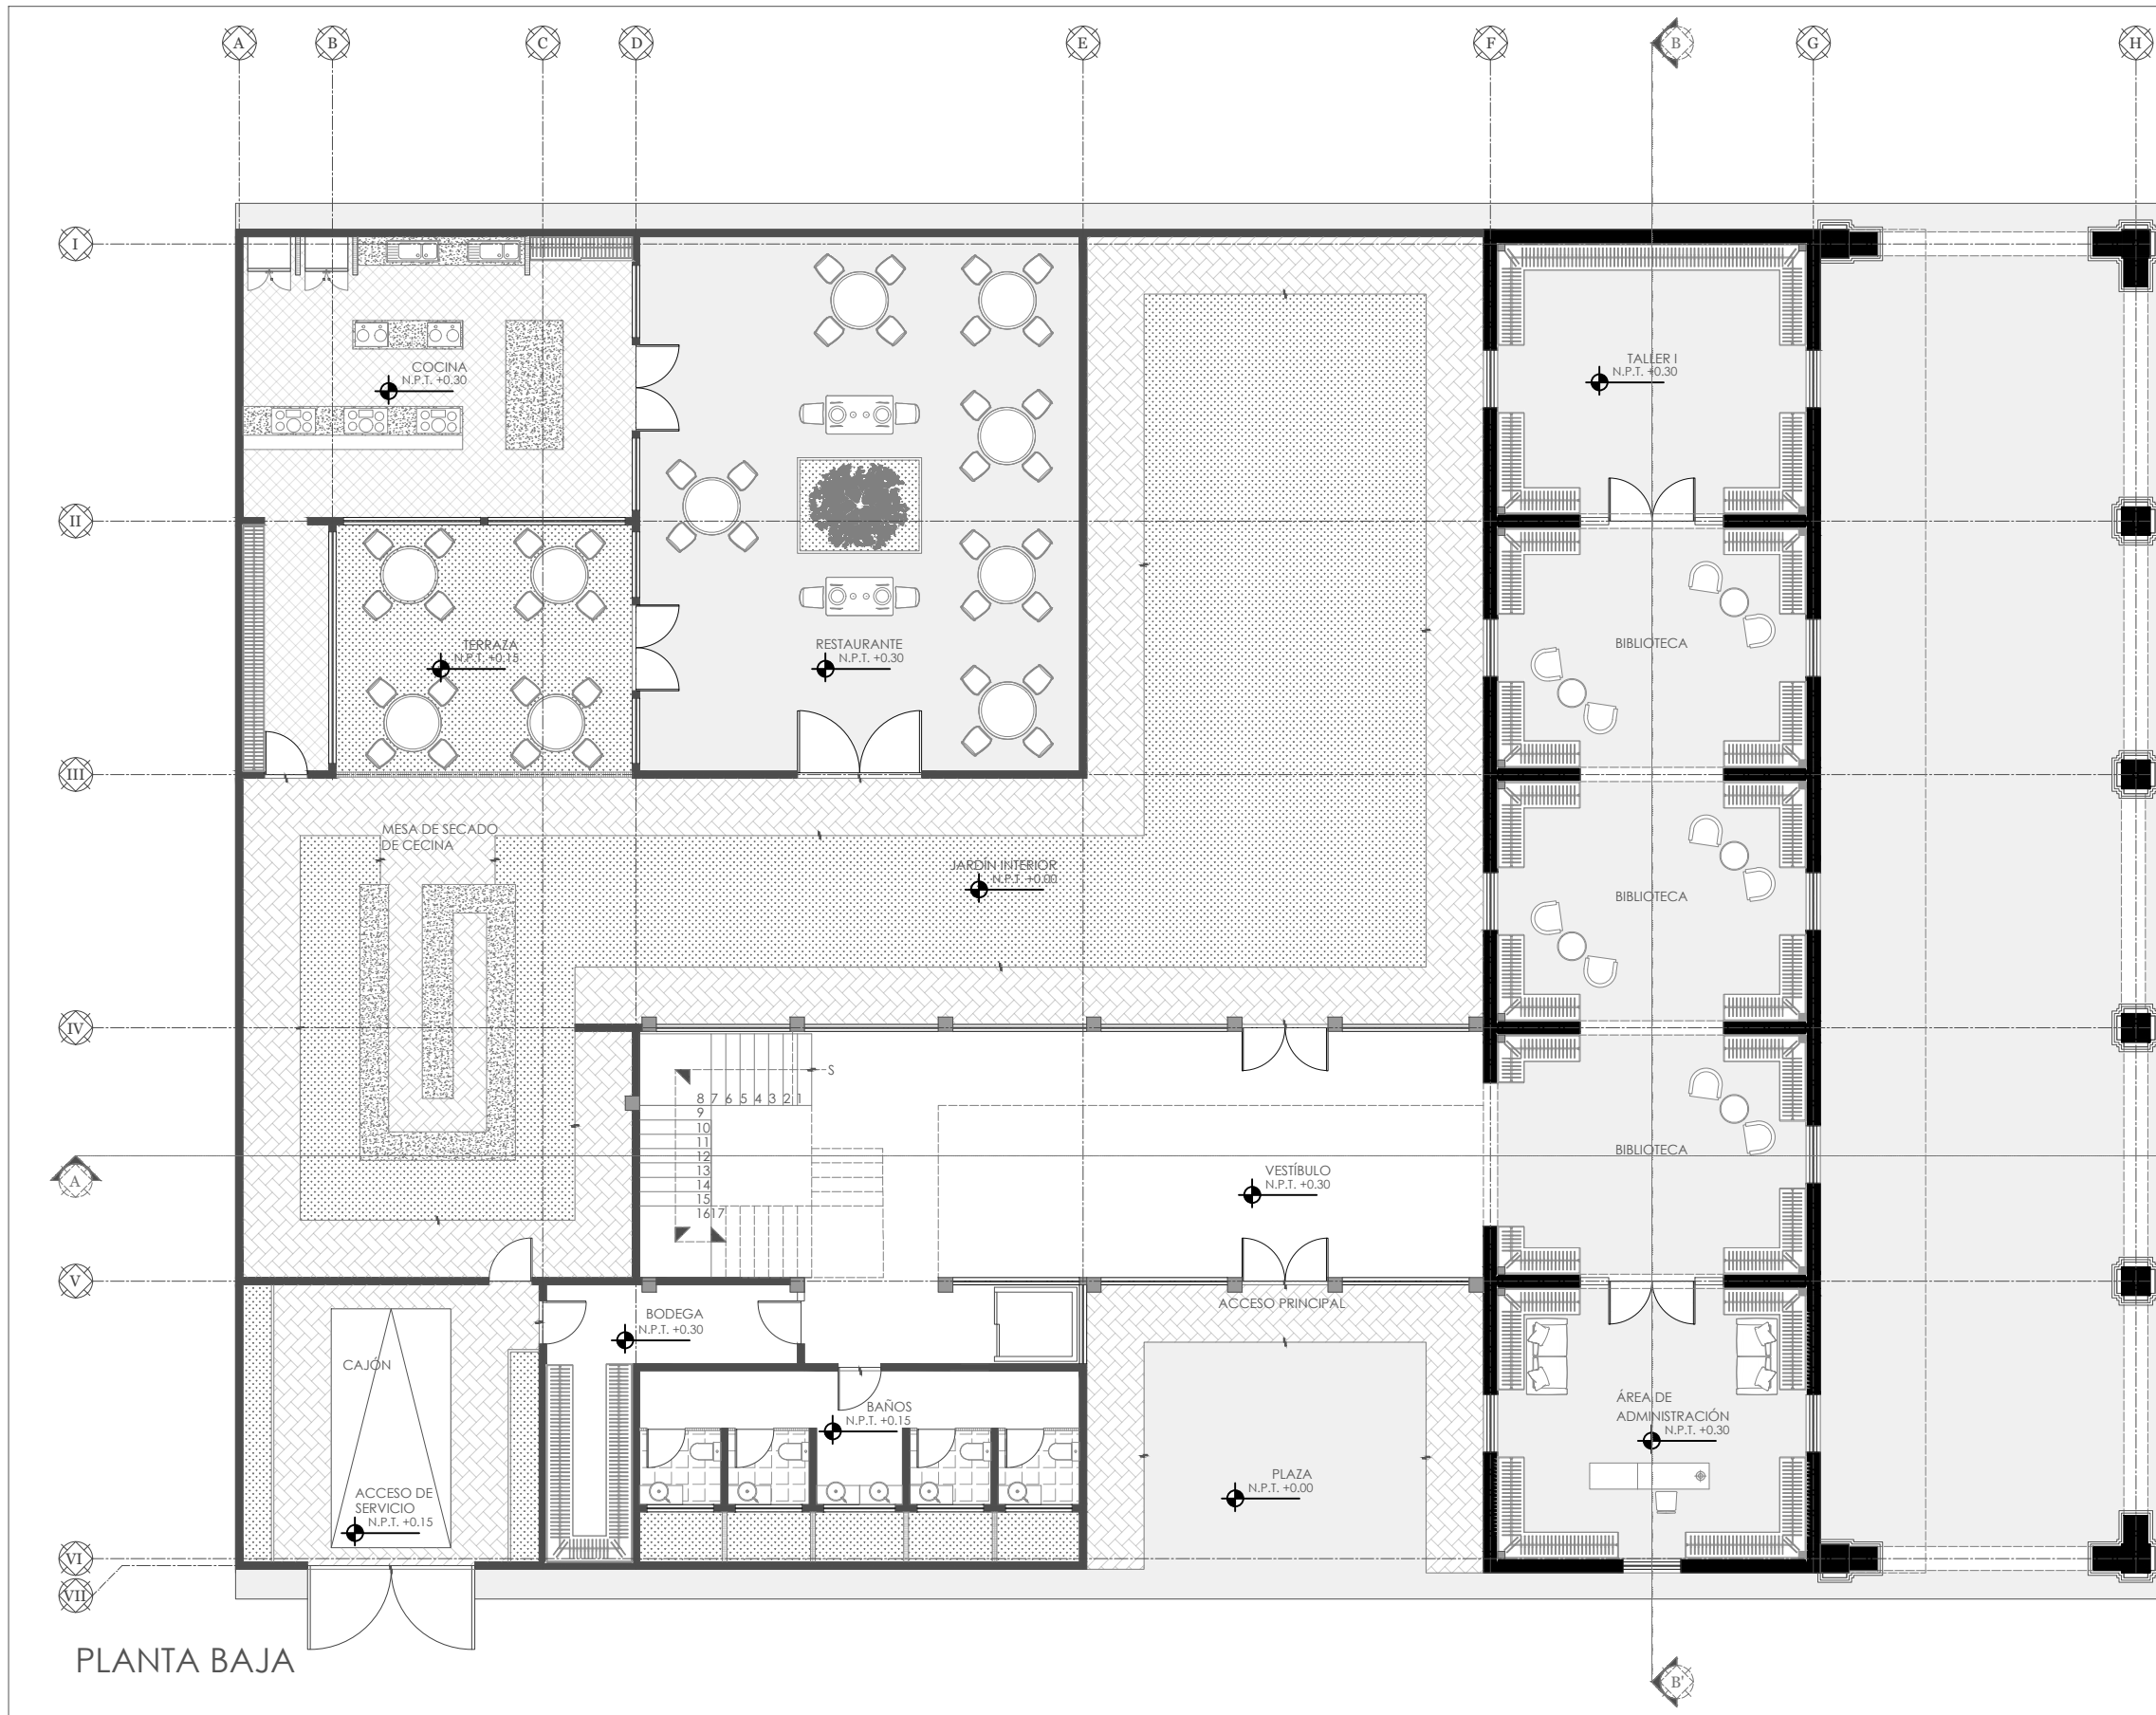 A B C D E F B G H
I
COCINA
N.P.T. +0.30
TALLER I
N.P.T. +0.30
II
TERRAZA
N.P.T. +0.15
RESTAURANTE
N.P.T. +0.30
BIBLIOTECA
III
MESA DE SECADO
DE CECINA
JARDÍN INTERIOR
N.P.T. +0.00
BIBLIOTECA
IV
S
8 7 6 5 4 3 2 1
9
10
11
12
13
14
15
16 17
A
VESTÍBULO
N.P.T. +0.30
BIBLIOTECA
V
BODEGA
N.P.T. +0.30
ACCESO PRINCIPAL
CAJÓN
BAÑOS
N.P.T. +0.15
ÁREA DE
ADMINISTRACIÓN
N.P.T. +0.30
PLAZA
N.P.T. +0.00
ACCESO DE
SERVICIO
N.P.T. +0.15
VI
VII
PLANTA BAJA
B'